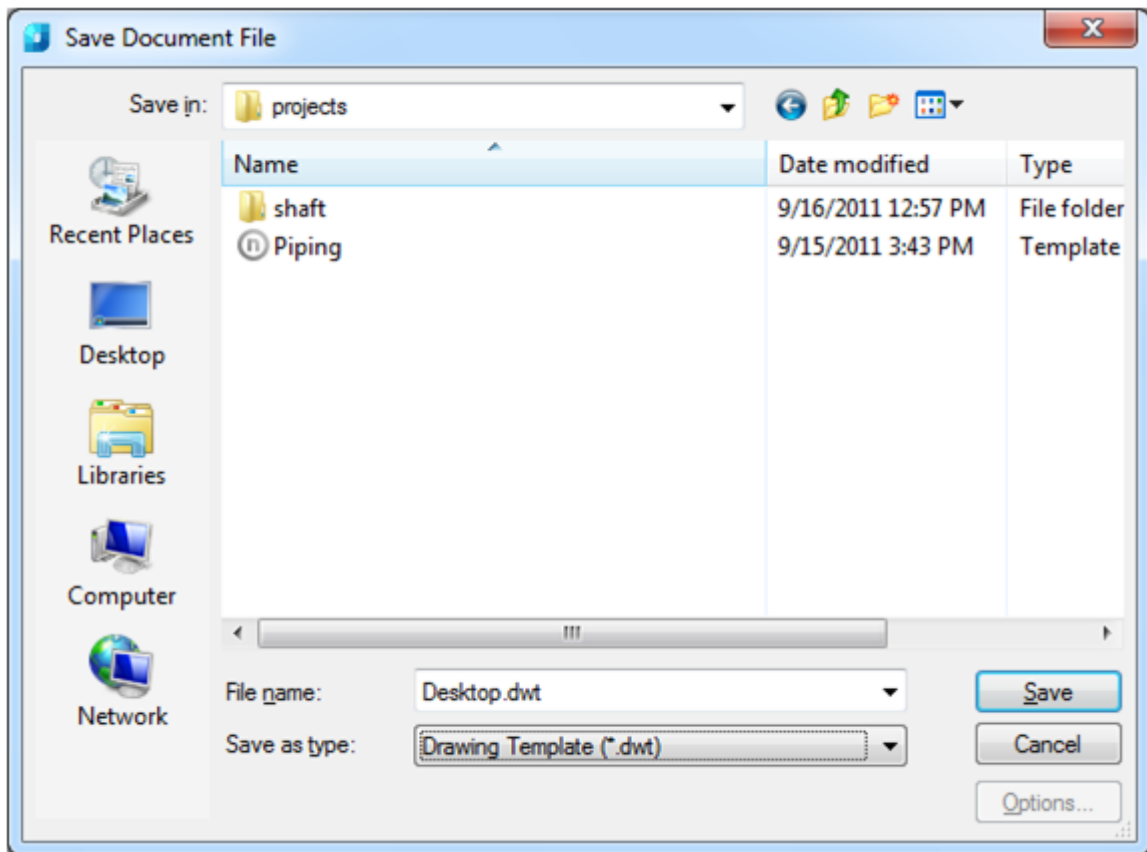 Save Document File
Save in: projects
Name Date modified Type
shaft 9/16/2011 12:57 PM File folder
Piping 9/15/2011 3:43 PM Template
Recent Places
Desktop
Libraries
Computer
Network
File name: Desktop.dwt Save
Save as type: Drawing Template (*.dwt) Cancel
Options...